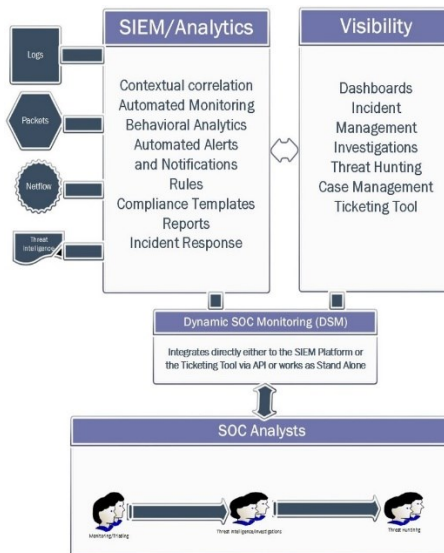 Logs
Packets
Netflow
Threat
Intelligence
SIEM/Analytics
Contextual correlation
Automated Monitoring
Behavioral Analytics
Automated Alerts
and Notifications
Rules
Compliance Templates
Reports
Incident Response
Visibility
Dashboards
Incident
Management
Investigations
Threat Hunting
Case Management
Ticketing Tool
Dynamic SOC Monitoring (DSM)
Integrates directly either to the SIEM Platform or
the Ticketing Tool via API or works as Stand Alone
SOC Analysts
Monitoring/Triaging
Threat Intelligence/Investigations
Threat Hunting